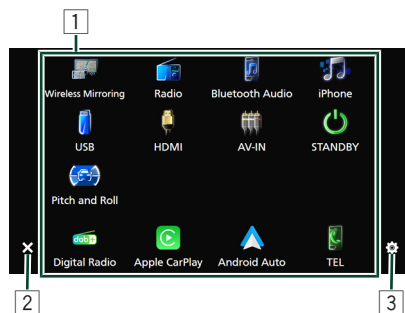 1
Wireless Mirroring Radio Bluetooth Audio iPhone
USB HDMI AV-IN STANDBY
Pitch and Roll
dab+
Digital Radio Apple CarPlay Android Auto TEL
2 3